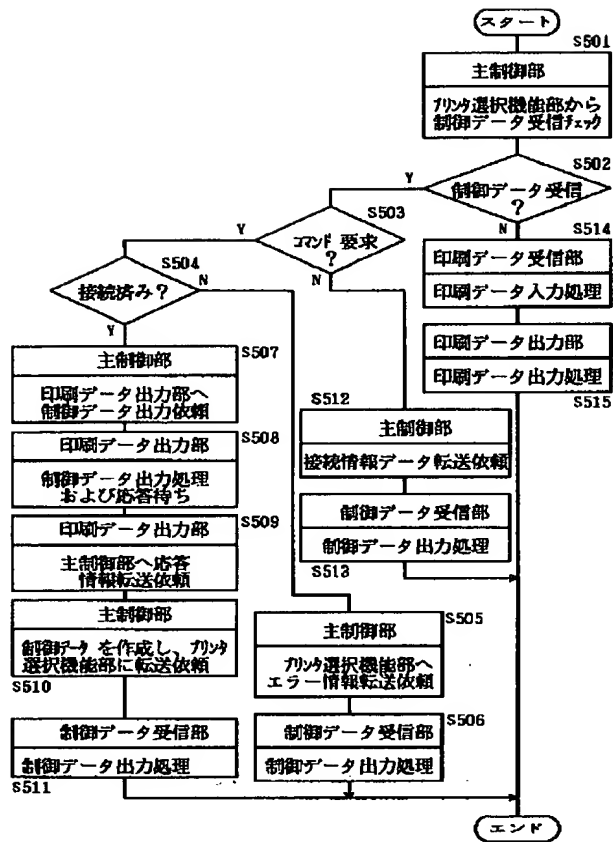 スタート
S501
主制御部
プリンタ選択機能部から
制御データ受信チェック
S502
Y
制御データ受信
?
N
S503
Y
コマンド 要求
?
N
S514
印刷データ受信部
印刷データ入力処理
印刷データ出力部
印刷データ出力処理
S515
S504
接続済み?
N
Y
S507
主制御部
印刷データ出力部へ
制御データ出力依頼
S508
印刷データ出力部
制御データ出力処理
および応答待ち
S509
印刷データ出力部
主制御部へ応答
情報転送依頼
主制御部
制御データ を作成し、プリンタ
選択機能部に転送依頼
S510
制御データ受信部
制御データ出力処理
S511
S512
主制御部
接続情報データ転送依頼
制御データ受信部
制御データ出力処理
S513
S505
主制御部
プリンタ選択機能部へ
エラー情報転送依頼
S506
制御データ受信部
制御データ出力処理
エンド